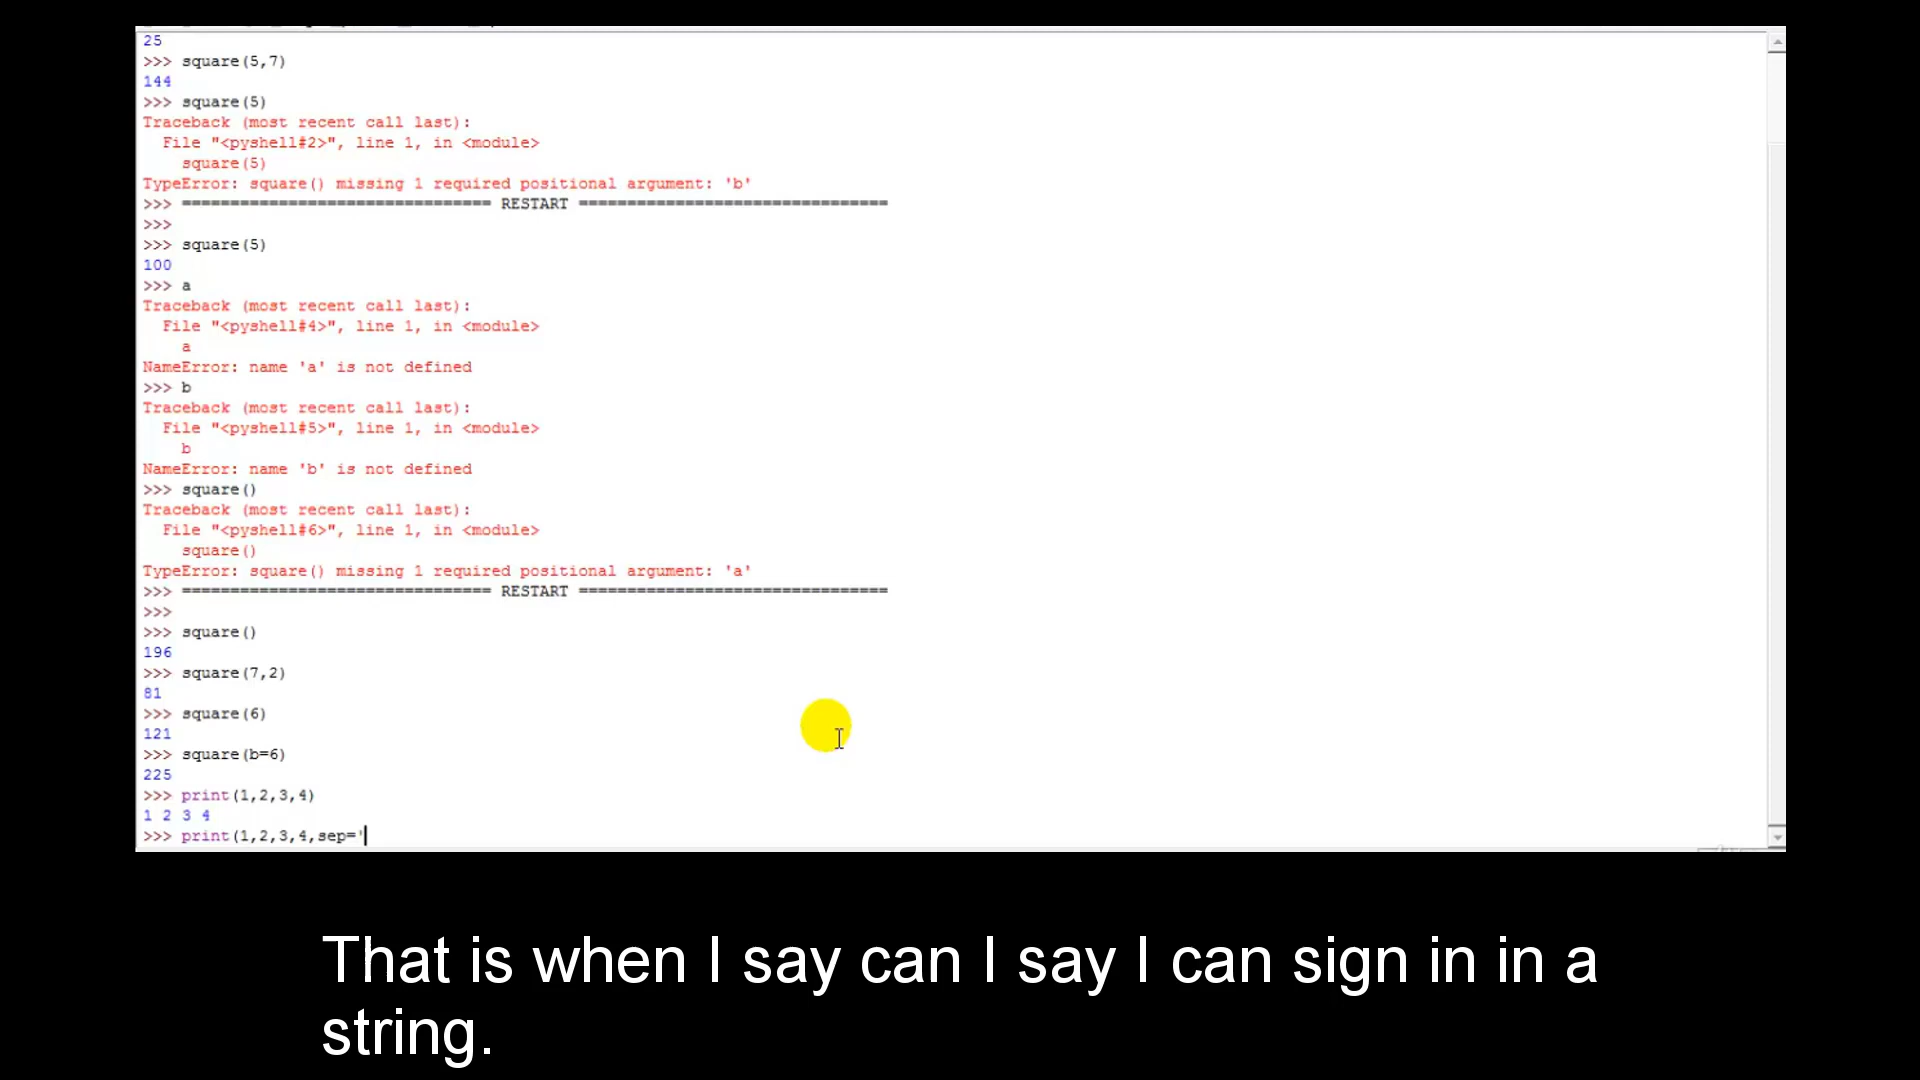 25
>>> square(5,7)
144
>>> square(5)
Traceback (most recent call last):
  File "<pyshell#2>", line 1, in <module>
    square(5)
TypeError: square() missing 1 required positional argument: 'b'
>>> ================================ RESTART ================================
>>>
>>> square(5)
100
>>> a
Traceback (most recent call last):
  File "<pyshell#4>", line 1, in <module>
    a
NameError: name 'a' is not defined
>>> b
Traceback (most recent call last):
  File "<pyshell#5>", line 1, in <module>
    b
NameError: name 'b' is not defined
>>> square()
Traceback (most recent call last):
  File "<pyshell#6>", line 1, in <module>
    square()
TypeError: square() missing 1 required positional argument: 'a'
>>> ================================ RESTART ================================
>>>
>>> square()
196
>>> square(7,2)
81
>>> square(6)
121
>>> square(b=6)
225
>>> print(1,2,3,4)
1 2 3 4
>>> print(1,2,3,4,sep='
That is when I say can I say I can sign in in a
string.